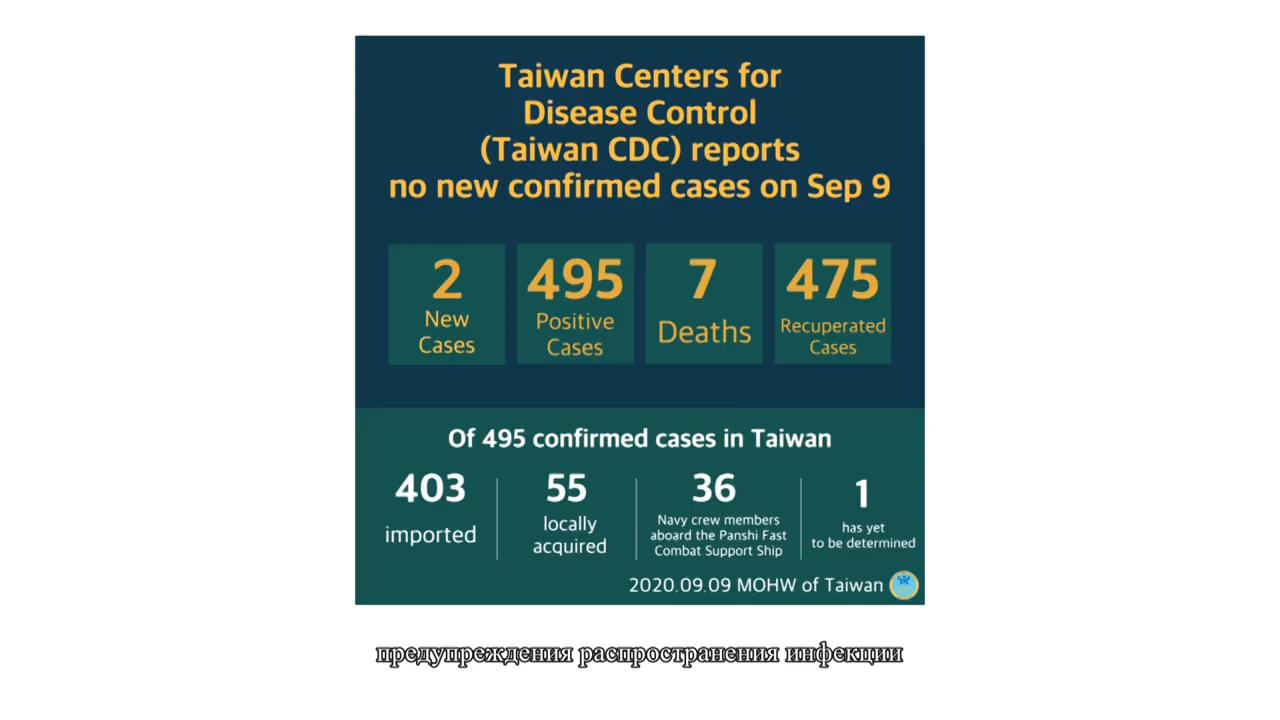 Taiwan Centers for
Disease Control
(Taiwan CDC) reports
no new confirmed cases on Sep 9
2
New
Cases
495
Positive
Cases
7
Deaths
475
Recuperated
Cases
Of 495 confirmed cases in Taiwan
403
imported
55
locally
acquired
36
Navy crew members
aboard the Panshi Fast
Combat Support Ship
1
has yet
to be determined
2020.09.09 MOHW of Taiwan
предупреждения распространения инфекции